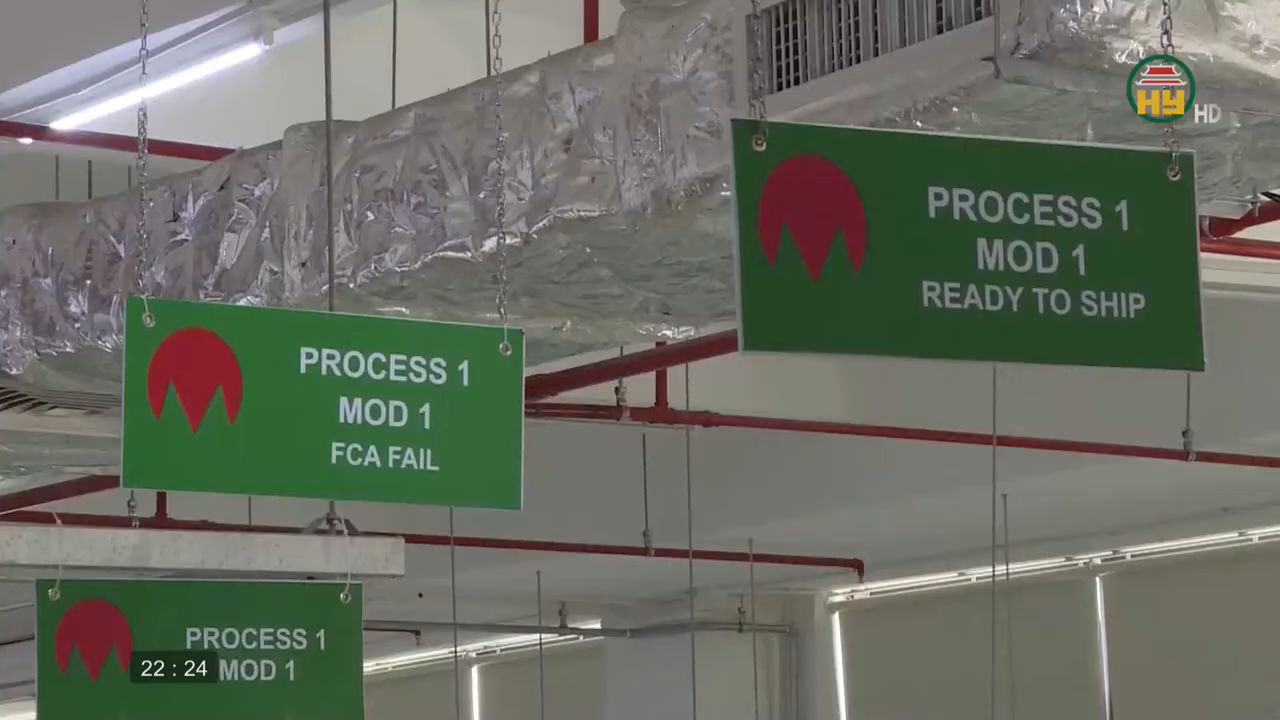 HY HD
PROCESS 1
MOD 1
READY TO SHIP
PROCESS 1
MOD 1
FCA FAIL
PROCESS 1
MOD 1
22 : 24